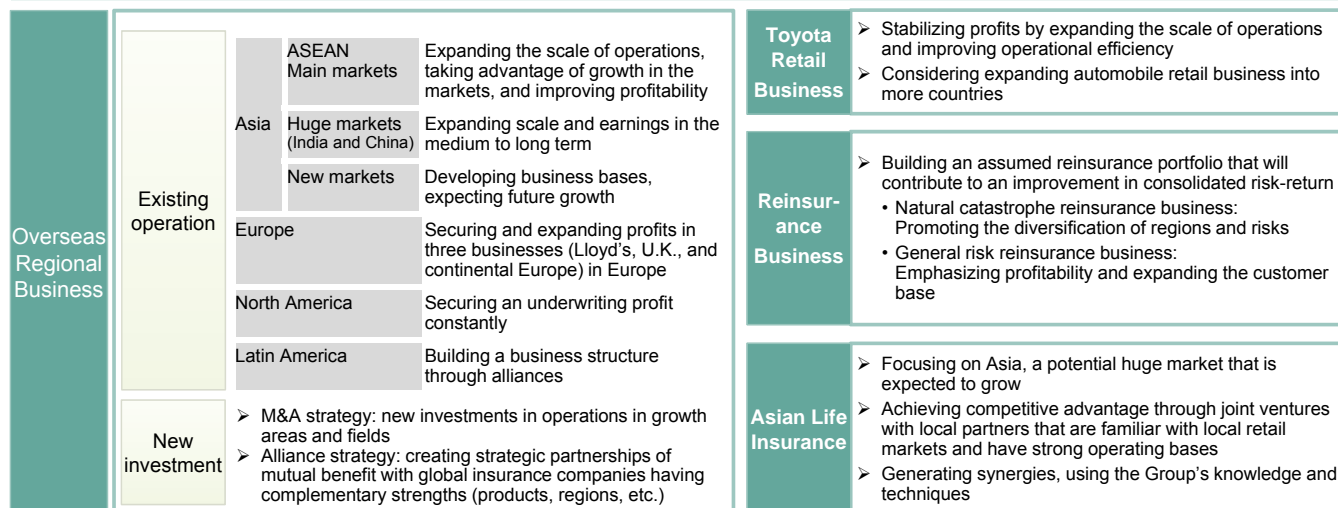 Overseas
Regional
Business
Existing
operation
Asia
ASEAN
Main markets
Expanding the scale of operations,
taking advantage of growth in the
markets, and improving profitability
Huge markets
(India and China)
Expanding scale and earnings in the
medium to long term
New markets
Developing business bases,
expecting future growth
Europe
Securing and expanding profits in
three businesses (Lloyd's, U.K., and
continental Europe) in Europe
North America
Securing an underwriting profit
constantly
Latin America
Building a business structure
through alliances
New
investment
➢ M&A strategy: new investments in operations in growth
areas and fields
➢ Alliance strategy: creating strategic partnerships of
mutual benefit with global insurance companies having
complementary strengths (products, regions, etc.)
Toyota
Retail
Business
➢ Stabilizing profits by expanding the scale of operations
and improving operational efficiency
➢ Considering expanding automobile retail business into
more countries
Reinsur-
ance
Business
➢ Building an assumed reinsurance portfolio that will
contribute to an improvement in consolidated risk-return
• Natural catastrophe reinsurance business:
Promoting the diversification of regions and risks
• General risk reinsurance business:
Emphasizing profitability and expanding the customer
base
Asian Life
Insurance
➢ Focusing on Asia, a potential huge market that is
expected to grow
➢ Achieving competitive advantage through joint ventures
with local partners that are familiar with local retail
markets and have strong operating bases
➢ Generating synergies, using the Group's knowledge and
techniques